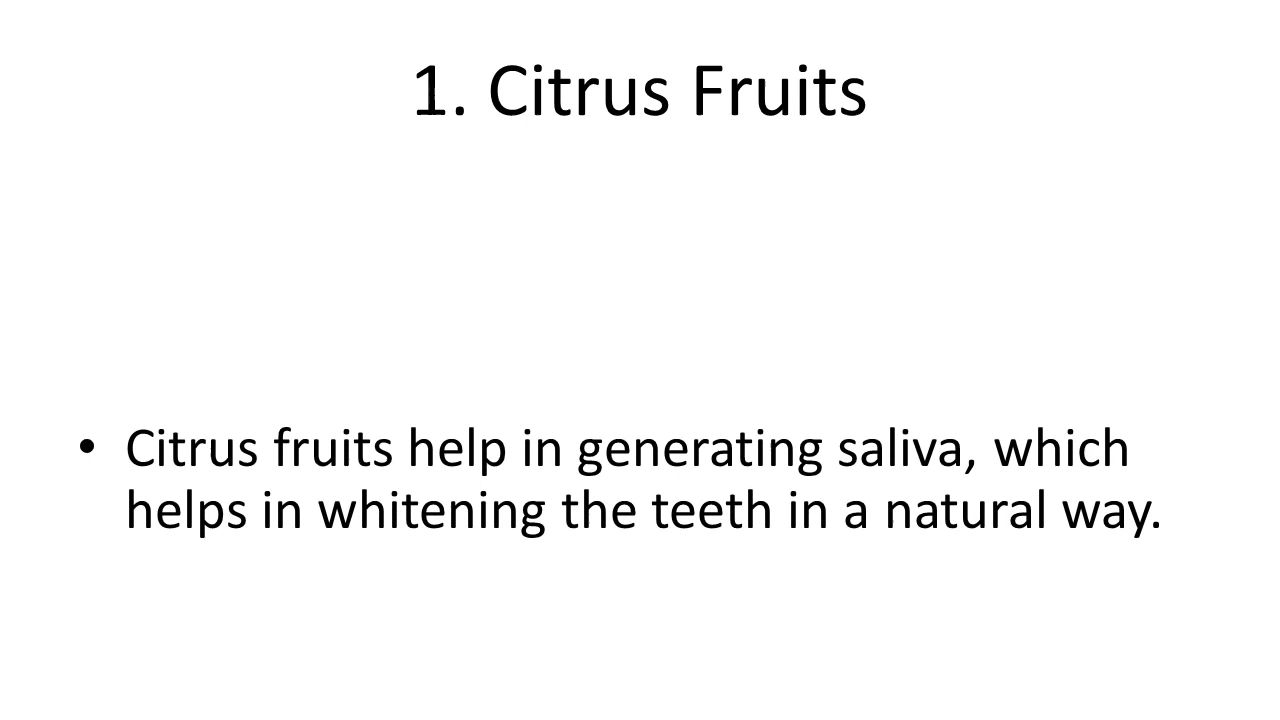 1. Citrus Fruits
• Citrus fruits help in generating saliva, which
helps in whitening the teeth in a natural way.